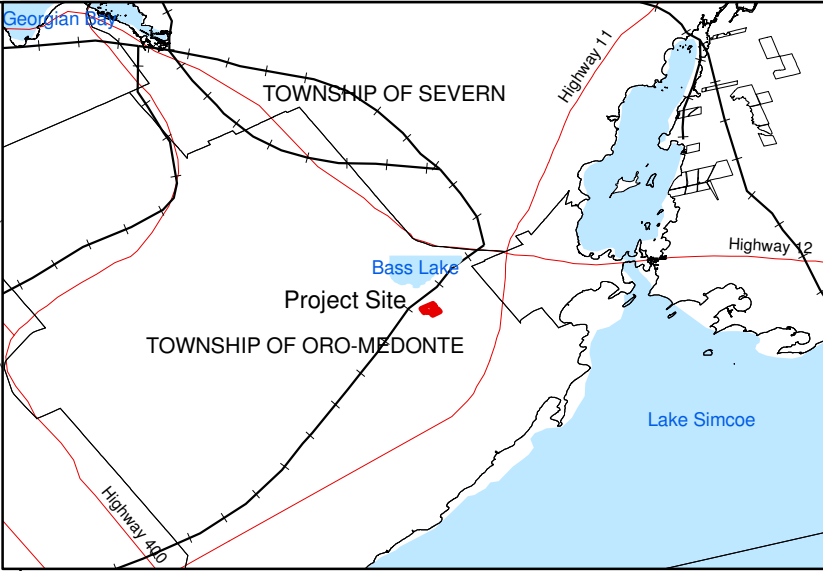 Georgian Bay
TOWNSHIP OF SEVERN
Highway 11
Highway 12
Bass Lake
Project Site
TOWNSHIP OF ORO-MEDONTE
Lake Simcoe
Highway 400